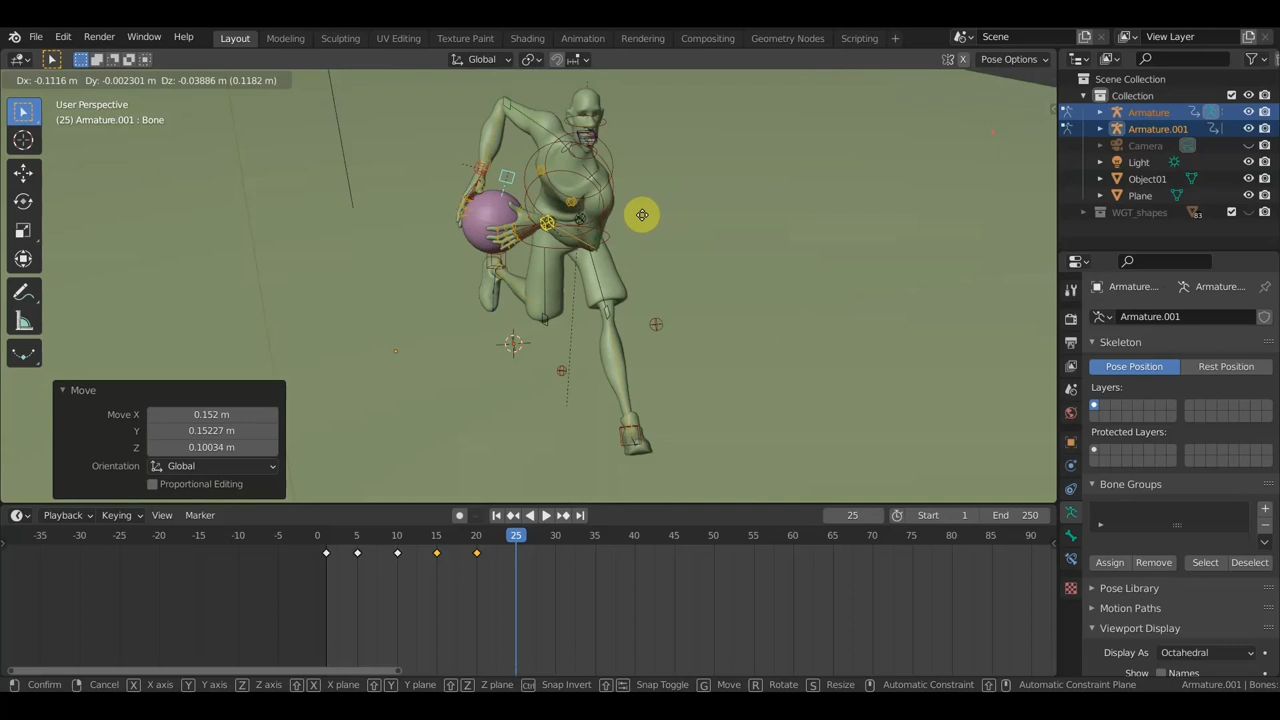 File Edit Render Window Help Layout Modeling Sculpting UV Editing Texture Paint Shading Animation Rendering Compositing Geometry Nodes Scripting + Scene View Layer
Global Pose Options
Dx: -0.1116 m Dy: -0.002301 m Dz: -0.03886 m (0.1182 m)
User Perspective
(25) Armature.001 : Bone
Move
Move X 0.152 m
Y 0.15227 m
Z 0.10034 m
Orientation Global
Proportional Editing
Scene Collection
Collection
Armature
Armature.001
Camera
Light
Object01
Plane
WGT_shapes 83
Armature.... Armature....
Armature.001
Skeleton
Pose Position Rest Position
Layers:
Protected Layers:
Bone Groups
Assign Remove Select Deselect
Pose Library
Motion Paths
Viewport Display
Display As Octahedral
Show Names
Playback Keying View Marker 25 Start 1 End 250
-35 -30 -25 -20 -15 -10 -5 0 5 10 15 20 25 30 35 40 45 50 55 60 65 70 75 80 85 90
Confirm Cancel X X axis Y Y axis Z Z axis X X plane Y Y plane Z Z plane Ctrl Snap Invert Snap Toggle G Move R Rotate S Resize Automatic Constraint Automatic Constraint Plane Armature.001 | Bones: